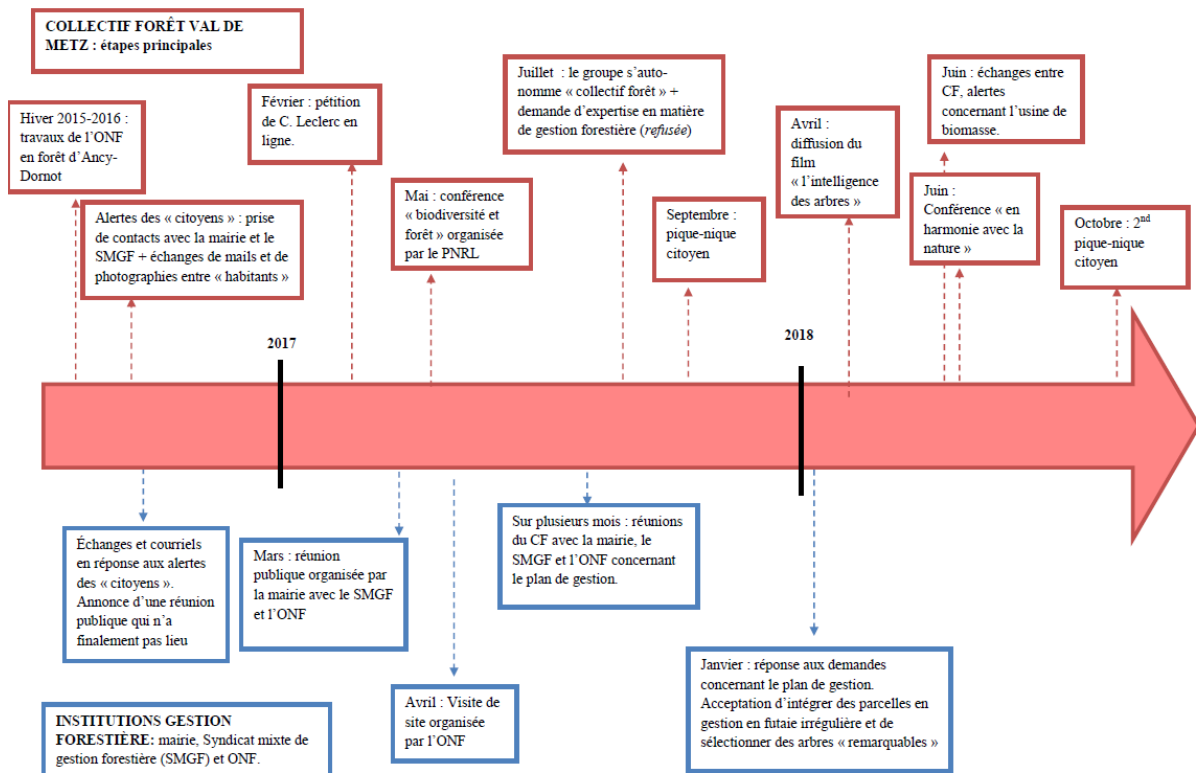 COLLECTIF FORÊT VAL DE
METZ : étapes principales
Hiver 2015-2016 :
travaux de l'ONF
en forêt d'Ancy-
Dornot
Alertes des « citoyens » : prise
de contacts avec la mairie et le
SMGF + échanges de mails et de
photographies entre « habitants »
Février : pétition
de C. Leclerc en
ligne.
Mai : conférence
« biodiversité et
forêt » organisée
par le PNRL
Juillet : le groupe s'auto-
nomme « collectif forêt » +
demande d'expertise en matière
de gestion forestière (refusée)
Septembre :
pique-nique
citoyen
Avril :
diffusion du
film
« l'intelligence
des arbres »
Juin : échanges entre
CF, alertes
concernant l'usine de
biomasse.
Juin :
Conférence « en
harmonie avec la
nature »
Octobre : 2nd
pique-nique
citoyen
2017
2018
Échanges et courriels
en réponse aux alertes
des « citoyens ».
Annonce d'une réunion
publique qui n'a
finalement pas lieu
Mars : réunion
publique organisée par
la mairie avec le SMGF
et l'ONF
Avril : Visite de
site organisée
par l'ONF
Sur plusieurs mois : réunions
du CF avec la mairie, le
SMGF et l'ONF concernant
le plan de gestion.
Janvier : réponse aux demandes
concernant le plan de gestion.
Acceptation d'intégrer des parcelles en
gestion en futaie irrégulière et de
sélectionner des arbres « remarquables »
INSTITUTIONS GESTION
FORESTIÈRE: mairie, Syndicat mixte de
gestion forestière (SMGF) et ONF.